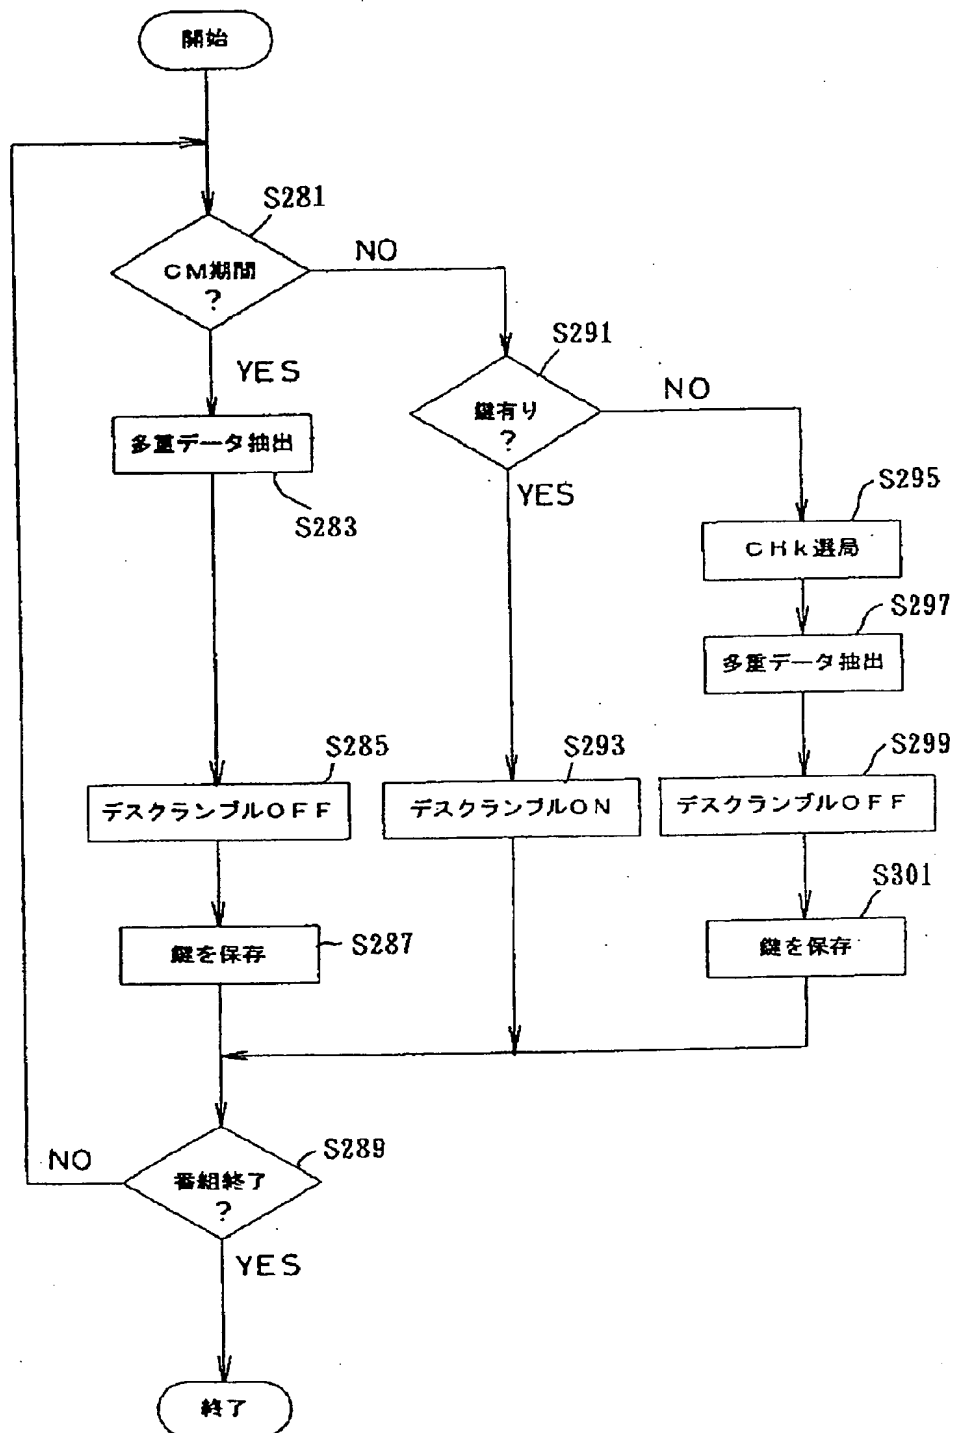 開始
S281
CM期間
?
NO
YES
S291
鍵有り
?
NO
YES
多重データ抽出
S283
S295
CHk選局
S297
多重データ抽出
S285
デスクランブルOFF
S293
デスクランブルON
S299
デスクランブルOFF
S287
鍵を保存
S301
鍵を保存
S289
番組終了
?
NO
YES
終了